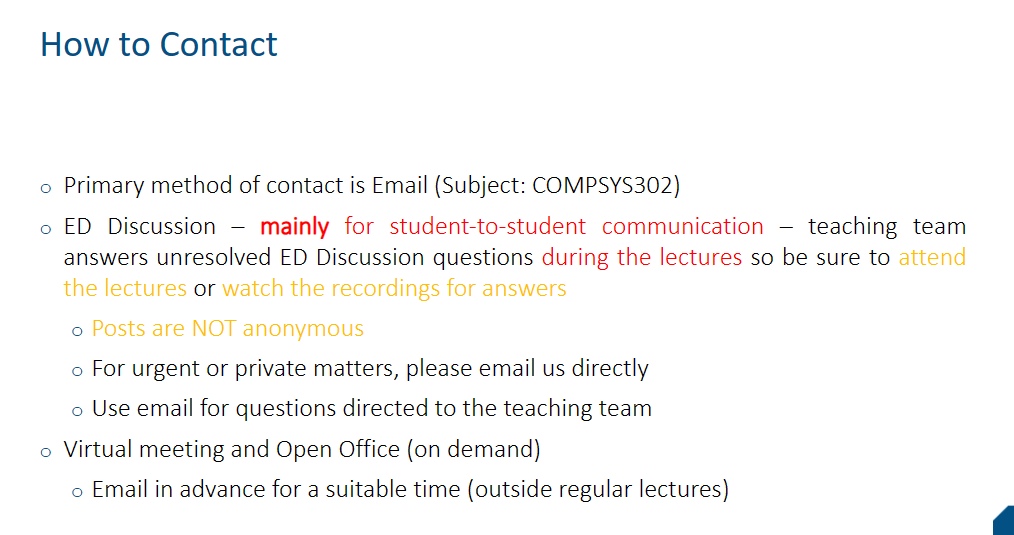 How to Contact
o Primary method of contact is Email (Subject: COMPSYS302)
o ED Discussion – mainly for student-to-student communication – teaching team
answers unresolved ED Discussion questions during the lectures so be sure to attend
the lectures or watch the recordings for answers
o Posts are NOT anonymous
o For urgent or private matters, please email us directly
o Use email for questions directed to the teaching team
o Virtual meeting and Open Office (on demand)
o Email in advance for a suitable time (outside regular lectures)